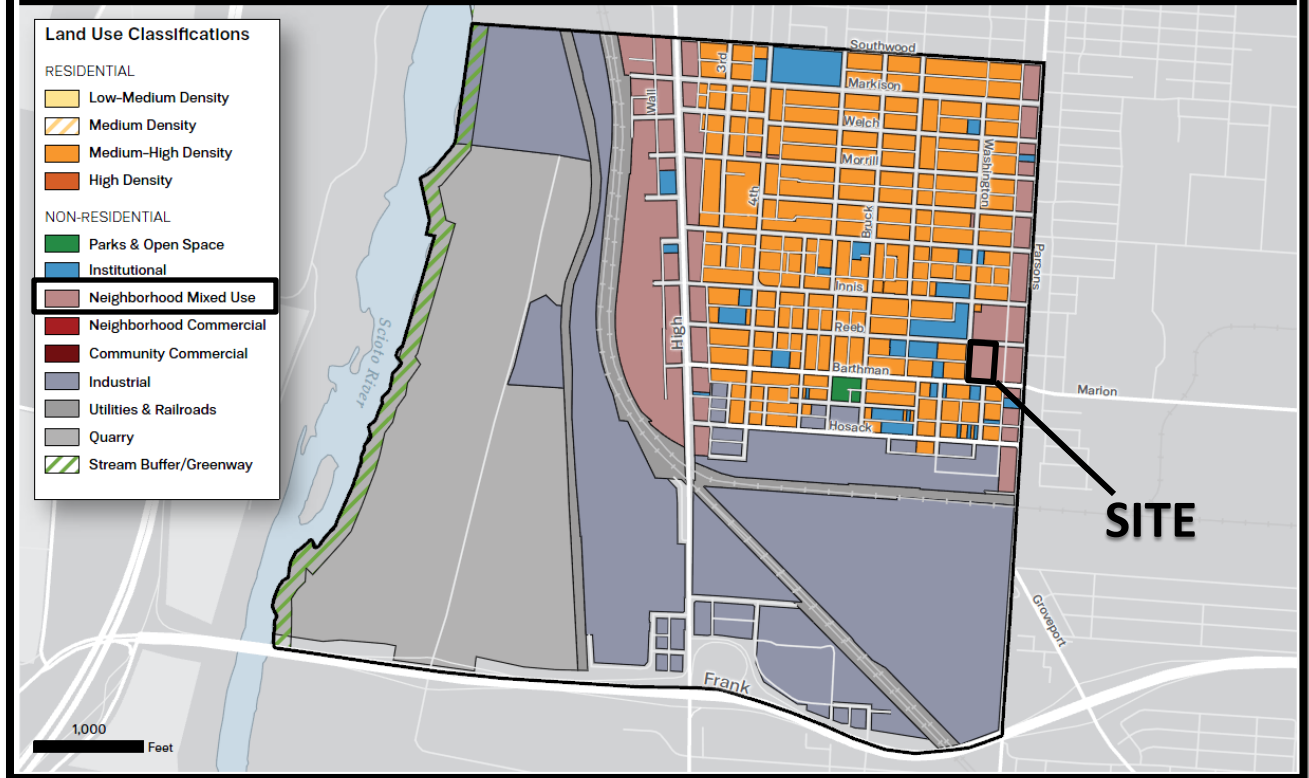 Land Use Classifications
RESIDENTIAL
Low-Medium Density
Medium Density
Medium-High Density
High Density
NON-RESIDENTIAL
Parks & Open Space
Institutional
Neighborhood Mixed Use
Neighborhood Commercial
Community Commercial
Industrial
Utilities & Railroads
Quarry
Stream Buffer/Greenway
Southwood
3rd
Markison
Wall
Welch
Washington
Morrill
4th
Bruck
Parsons
Innis
Reeb
High
Scioto River
Barthman
Marion
Hosack
SITE
Groveport
Frank
1,000
Feet